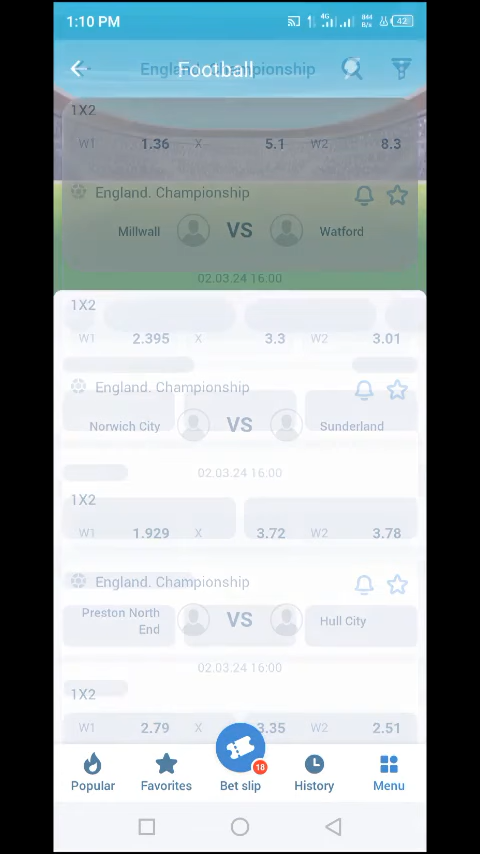 1:10 PM
4G
844
B/s
42
England. Championship
Football
1X2
W1 1.36 X 5.1 W2 8.3
England. Championship
Millwall VS Watford
02.03.24 16:00
1X2
W1 2.395 X 3.3 W2 3.01
England. Championship
Norwich City VS Sunderland
02.03.24 16:00
1X2
W1 1.929 X 3.72 W2 3.78
England. Championship
Preston North
End VS Hull City
02.03.24 16:00
1X2
W1 2.79 X 3.35 W2 2.51
18
Popular Favorites Bet slip History Menu